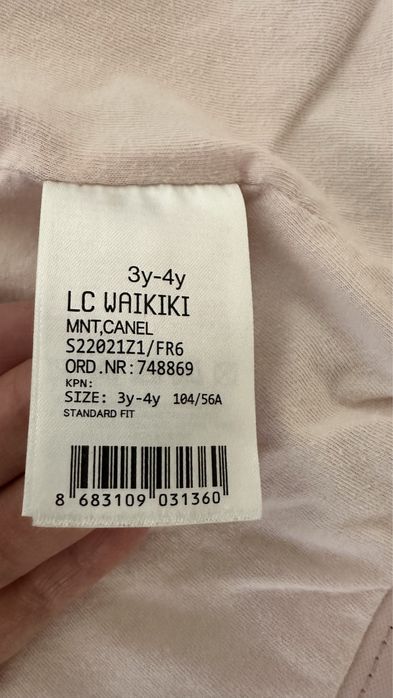 3y-4y
LC WAIKIKI
MNT,CANEL
S22021Z1/FR6
ORD.NR:748869
KPN:
SIZE: 3y-4y 104/56A
STANDARD FIT
8 683109 031360